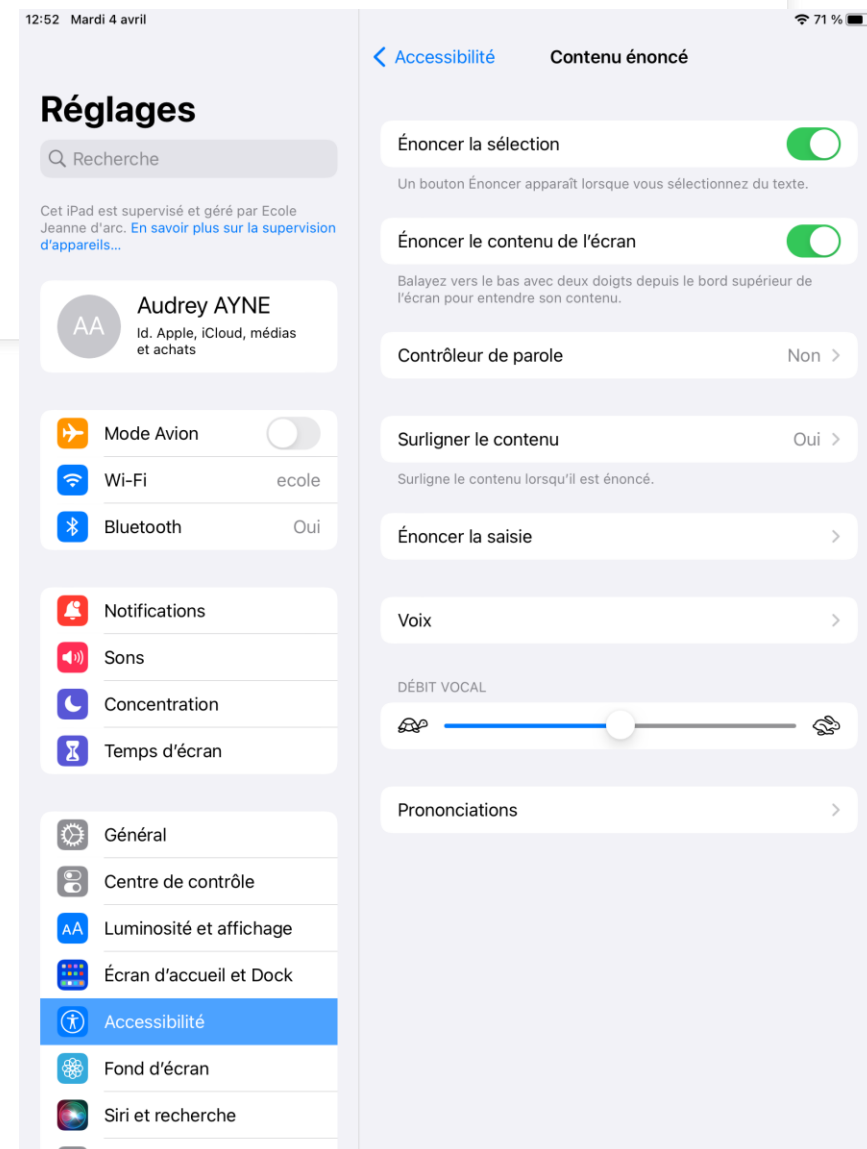 12:52 Mardi 4 avril
71 %
Réglages
Recherche
Cet iPad est supervisé et géré par Ecole
Jeanne d'arc. En savoir plus sur la supervision
d'appareils...
AA
Audrey AYNE
Id. Apple, iCloud, médias
et achats
Mode Avion
Wi-Fi ecole
Bluetooth Oui
Notifications
Sons
Concentration
Temps d'écran
Général
Centre de contrôle
AA Luminosité et affichage
Écran d'accueil et Dock
Accessibilité
Fond d'écran
Siri et recherche
Accessibilité Contenu énoncé
Énoncer la sélection
Un bouton Énoncer apparaît lorsque vous sélectionnez du texte.
Énoncer le contenu de l'écran
Balayez vers le bas avec deux doigts depuis le bord supérieur de
l'écran pour entendre son contenu.
Contrôleur de parole Non
Surligner le contenu Oui
Surligne le contenu lorsqu'il est énoncé.
Énoncer la saisie
Voix
DÉBIT VOCAL
Prononciations